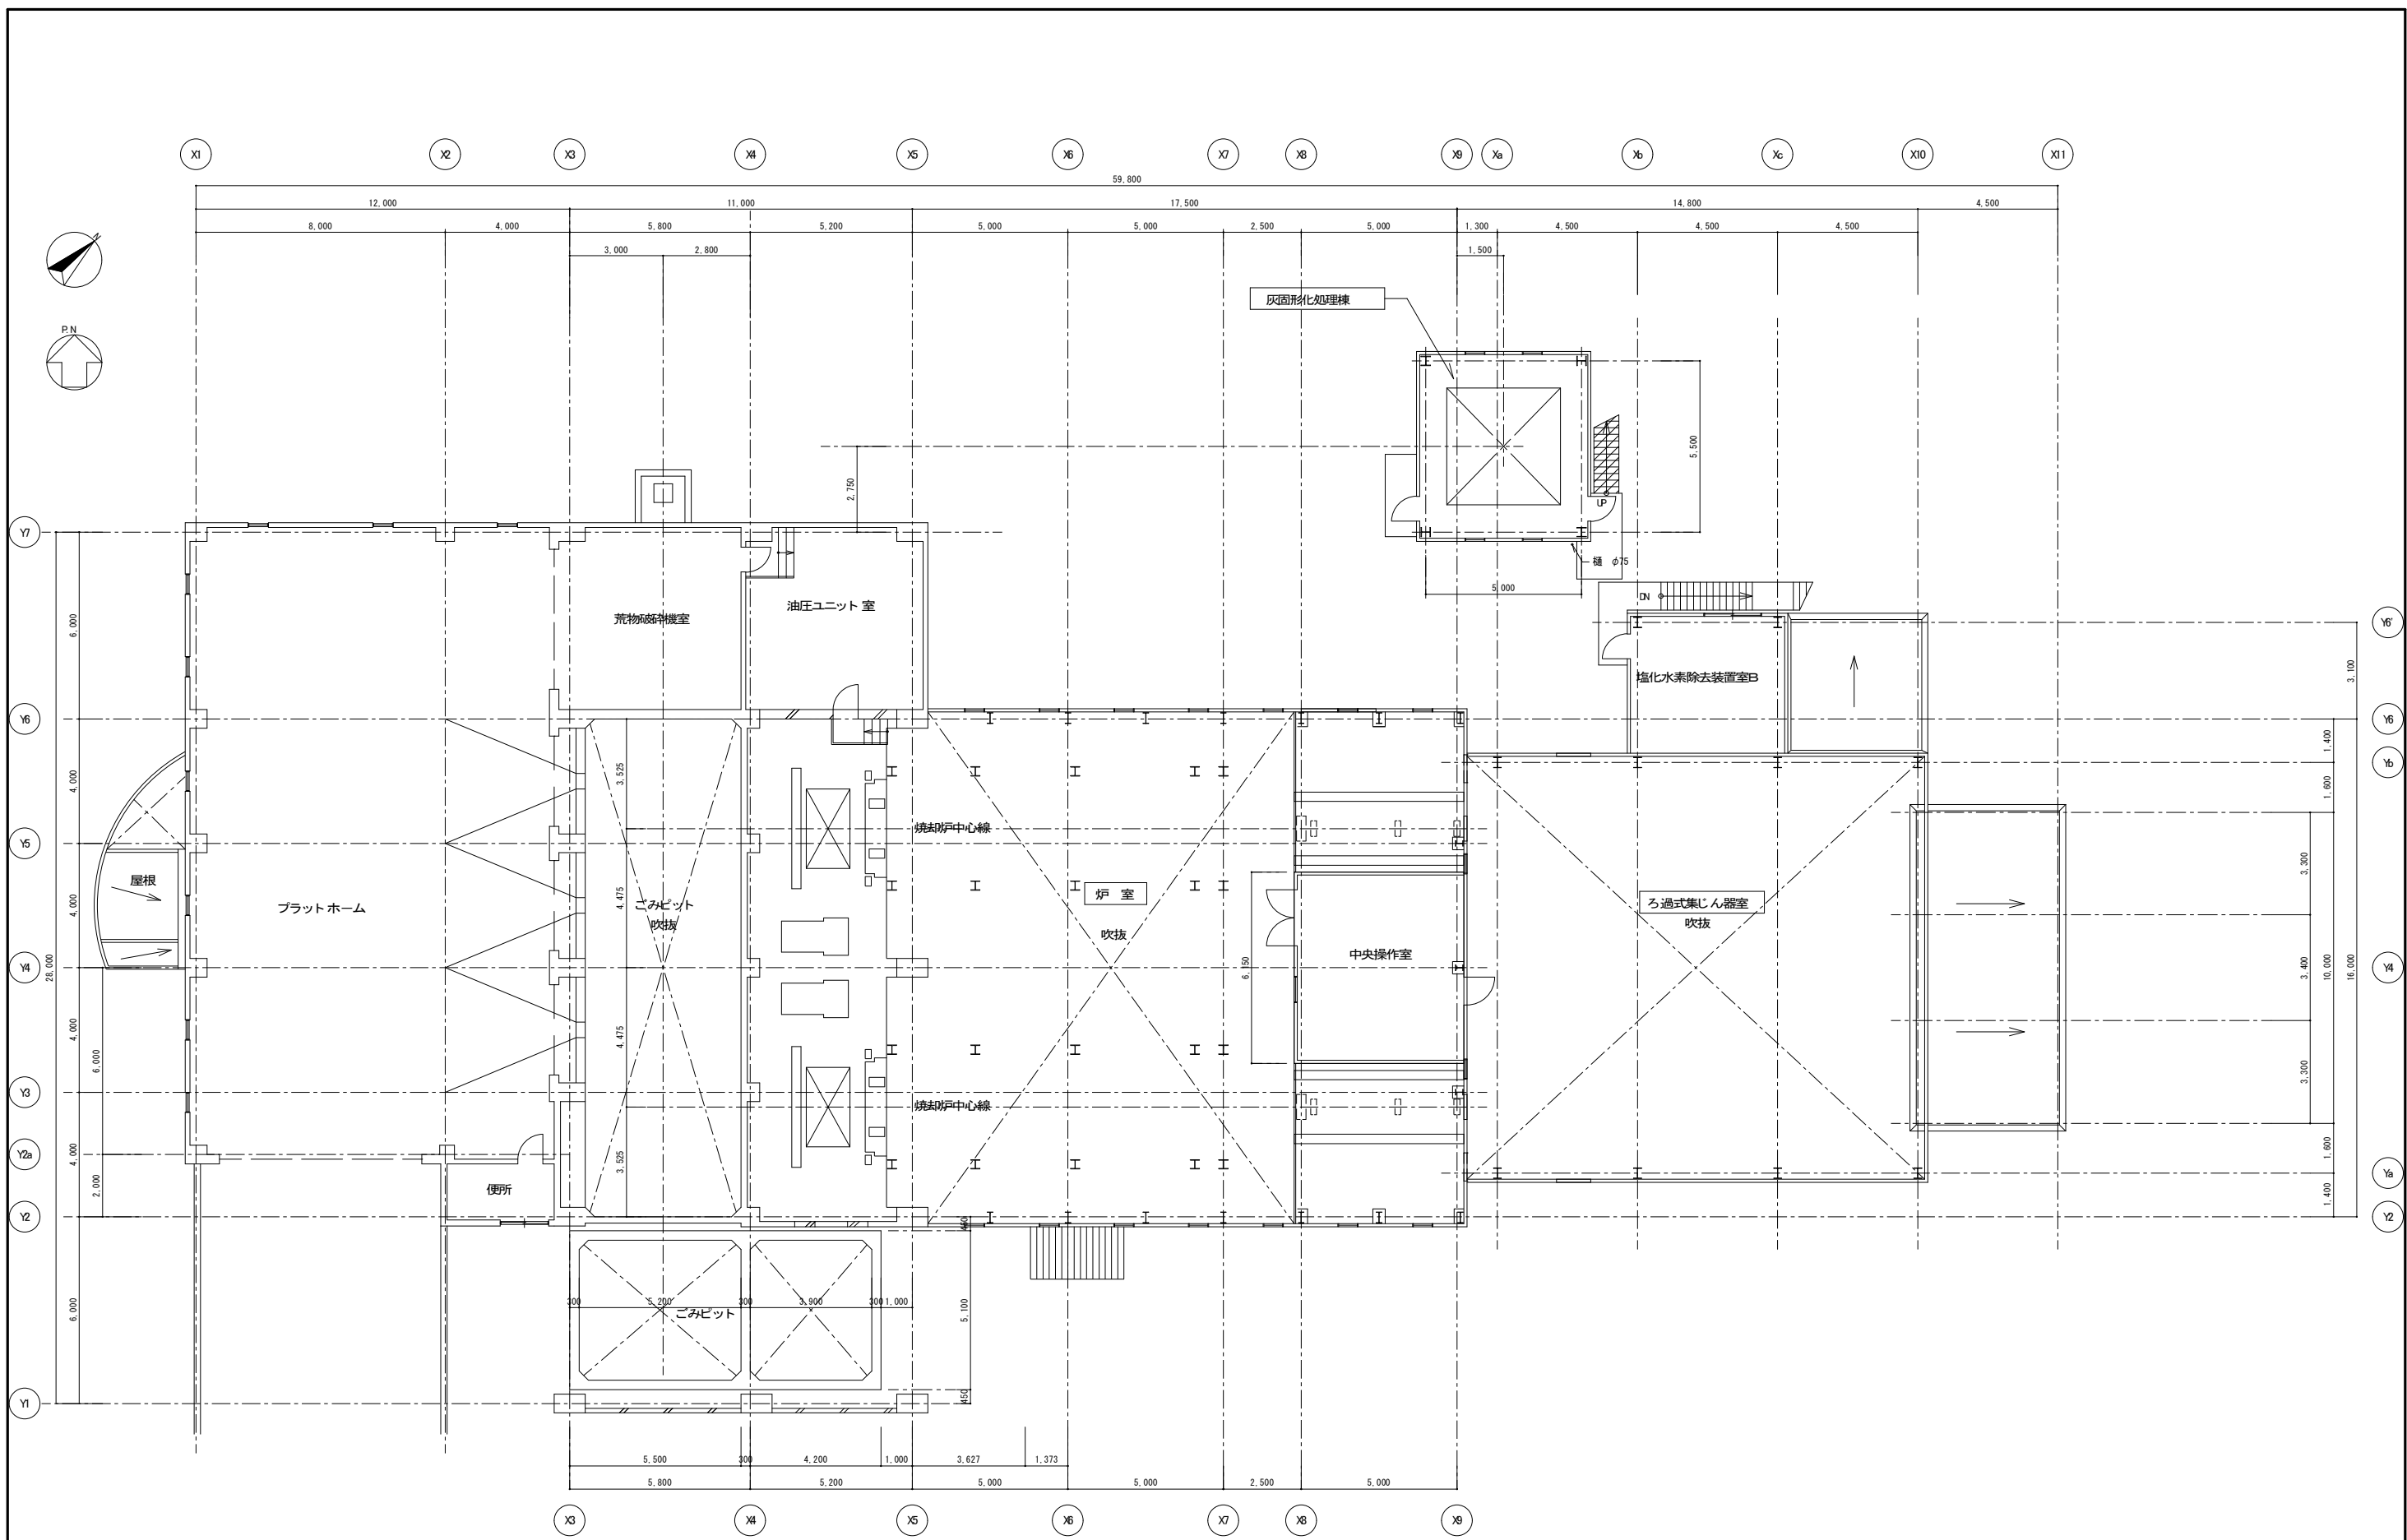 X1 X2 X3 X4 X5 X6 X7 X8 X9 Xa Xb Xc X10 X11
59,800
12,000 11,000 17,500 14,800 4,500
8,000 4,000 5,800 5,200 5,000 5,000 2,500 5,000 1,300 4,500 4,500 4,500
3,000 2,800 1,500
N
P.N
灰固形化処理棟
5,500
2,750
UP
樋 φ75
5,000
DN
Y7
Y6'
6,000
荒物破砕機室
油圧ユニット室
塩化水素除去装置室B
3,100
Y6
Y6
4,000
3,525
1,400
Yb
1,600
焼却炉中心線
Y5
屋根
プラットホーム
4,000
4,475
ごみピット
吹抜
炉 室
吹抜
6,150
中央操作室
ろ過式集じん器室
吹抜
3,300
28,000
Y4
Y4
3,400
10,000
16,000
4,000
6,000
4,475
3,300
Y3
焼却炉中心線
Y2a
4,000
2,000
3,525
便所
1,600
Ya
1,400
Y2
Y2
6,000
300 5,200 300 3,900 300 1,000
ごみピット
5,100
450
Y1
5,500 300 4,200 1,000 3,627 1,373
5,800 5,200 5,000 5,000 2,500 5,000
X3 X4 X5 X6 X7 X8 X9